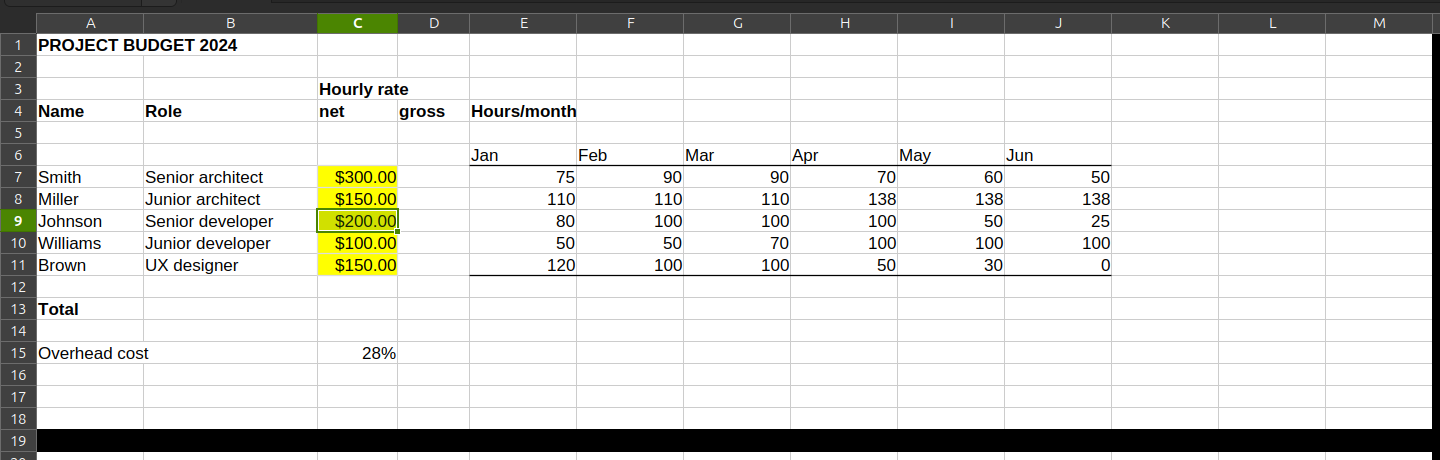 A B C D E F G H I J K L M
1 PROJECT BUDGET 2024
2
3 Hourly rate
4 Name Role net gross Hours/month
5
6 Jan Feb Mar Apr May Jun
7 Smith Senior architect $300.00 75 90 90 70 60 50
8 Miller Junior architect $150.00 110 110 110 138 138 138
9 Johnson Senior developer $200.00 80 100 100 100 50 25
10 Williams Junior developer $100.00 50 50 70 100 100 100
11 Brown UX designer $150.00 120 100 100 50 30 0
12
13 Total
14
15 Overhead cost 28%
16
17
18
19